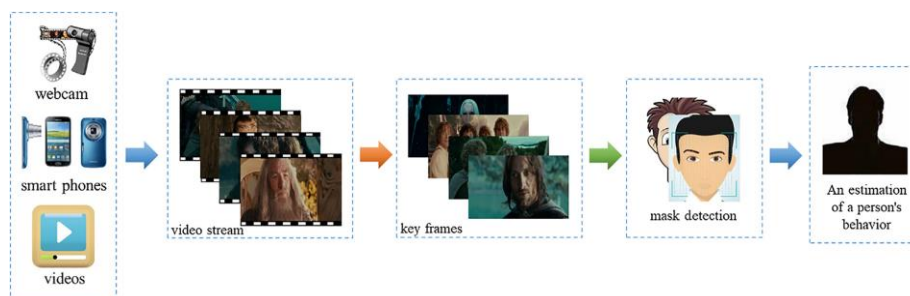 webcam
smart phones
videos
video stream
key frames
mask detection
An estimation
of a person's
behavior